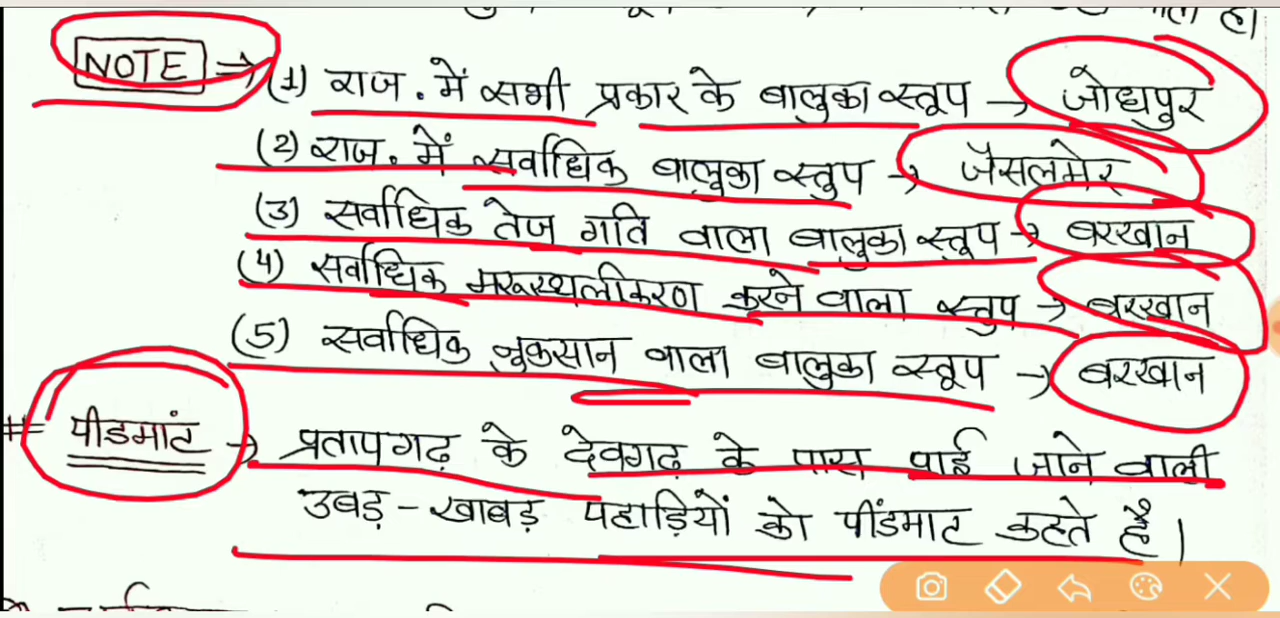 NOTE → (1) राज. में सभी प्रकार के बालुका स्तूप → जोधपुर
(2) राज. में सर्वाधिक बालुका स्तुप → जैसलमेर
(3) सर्वाधिक तेज गति वाला बालुका स्तूप → बरखान
(4) सर्वाधिक मरूस्थलीकरण करने वाला स्तुप → बरखान
(5) सर्वाधिक नुकसान वाला बालुका स्तूप → बरखान
# पीडमांट → प्रतापगढ़ के देवगढ़ के पास पाई जाने वाली
उबड़ - खाबड़ पहाड़ियों को पींडमाट कहते है।